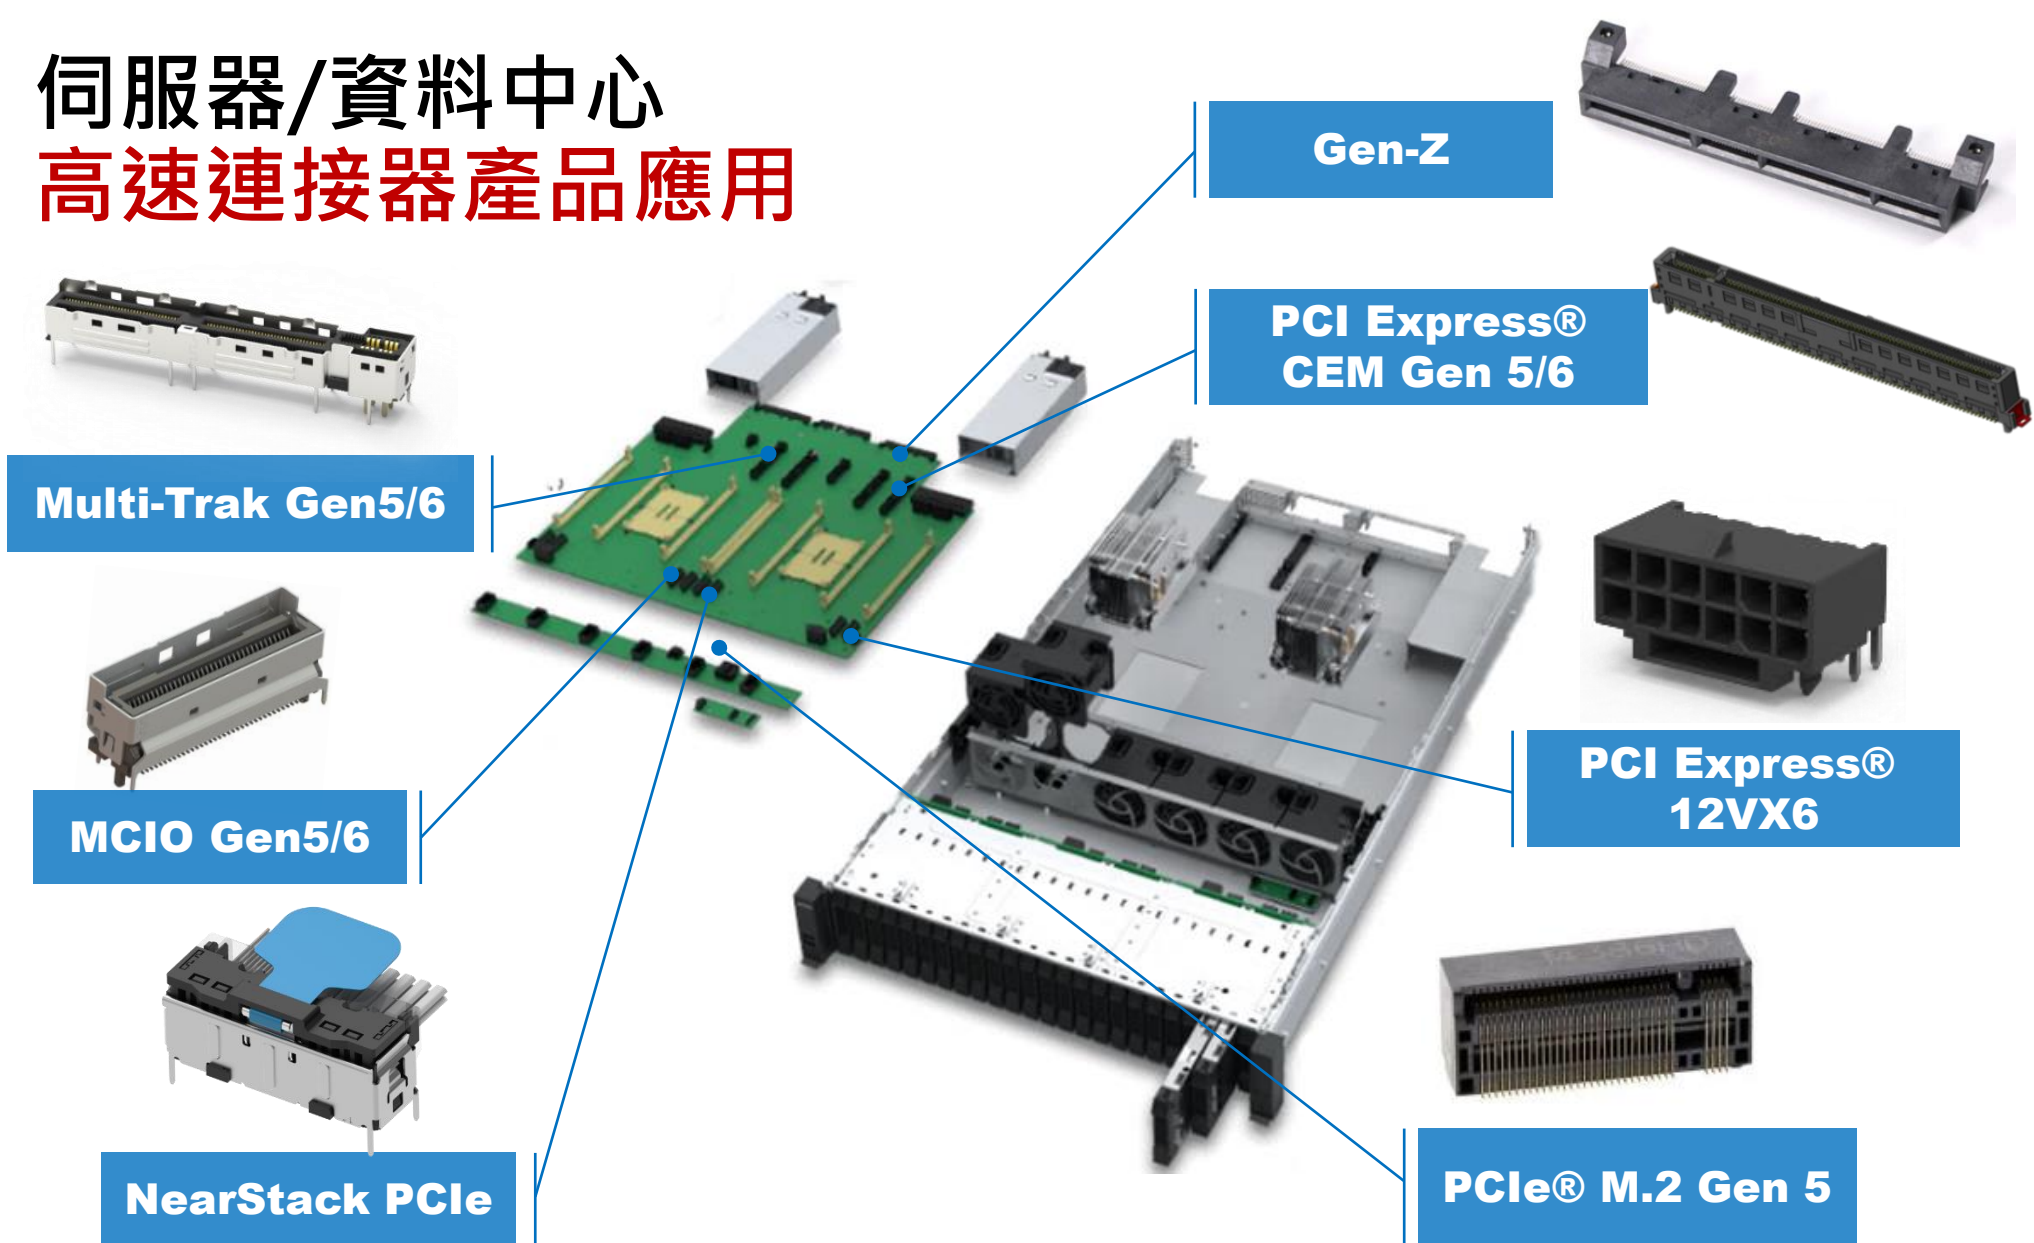 伺服器/資料中心
高速連接器產品應用
Gen-Z
PCI Express®
CEM Gen 5/6
Multi-Trak Gen5/6
MCIO Gen5/6
PCI Express®
12VX6
NearStack PCIe
PCIe® M.2 Gen 5